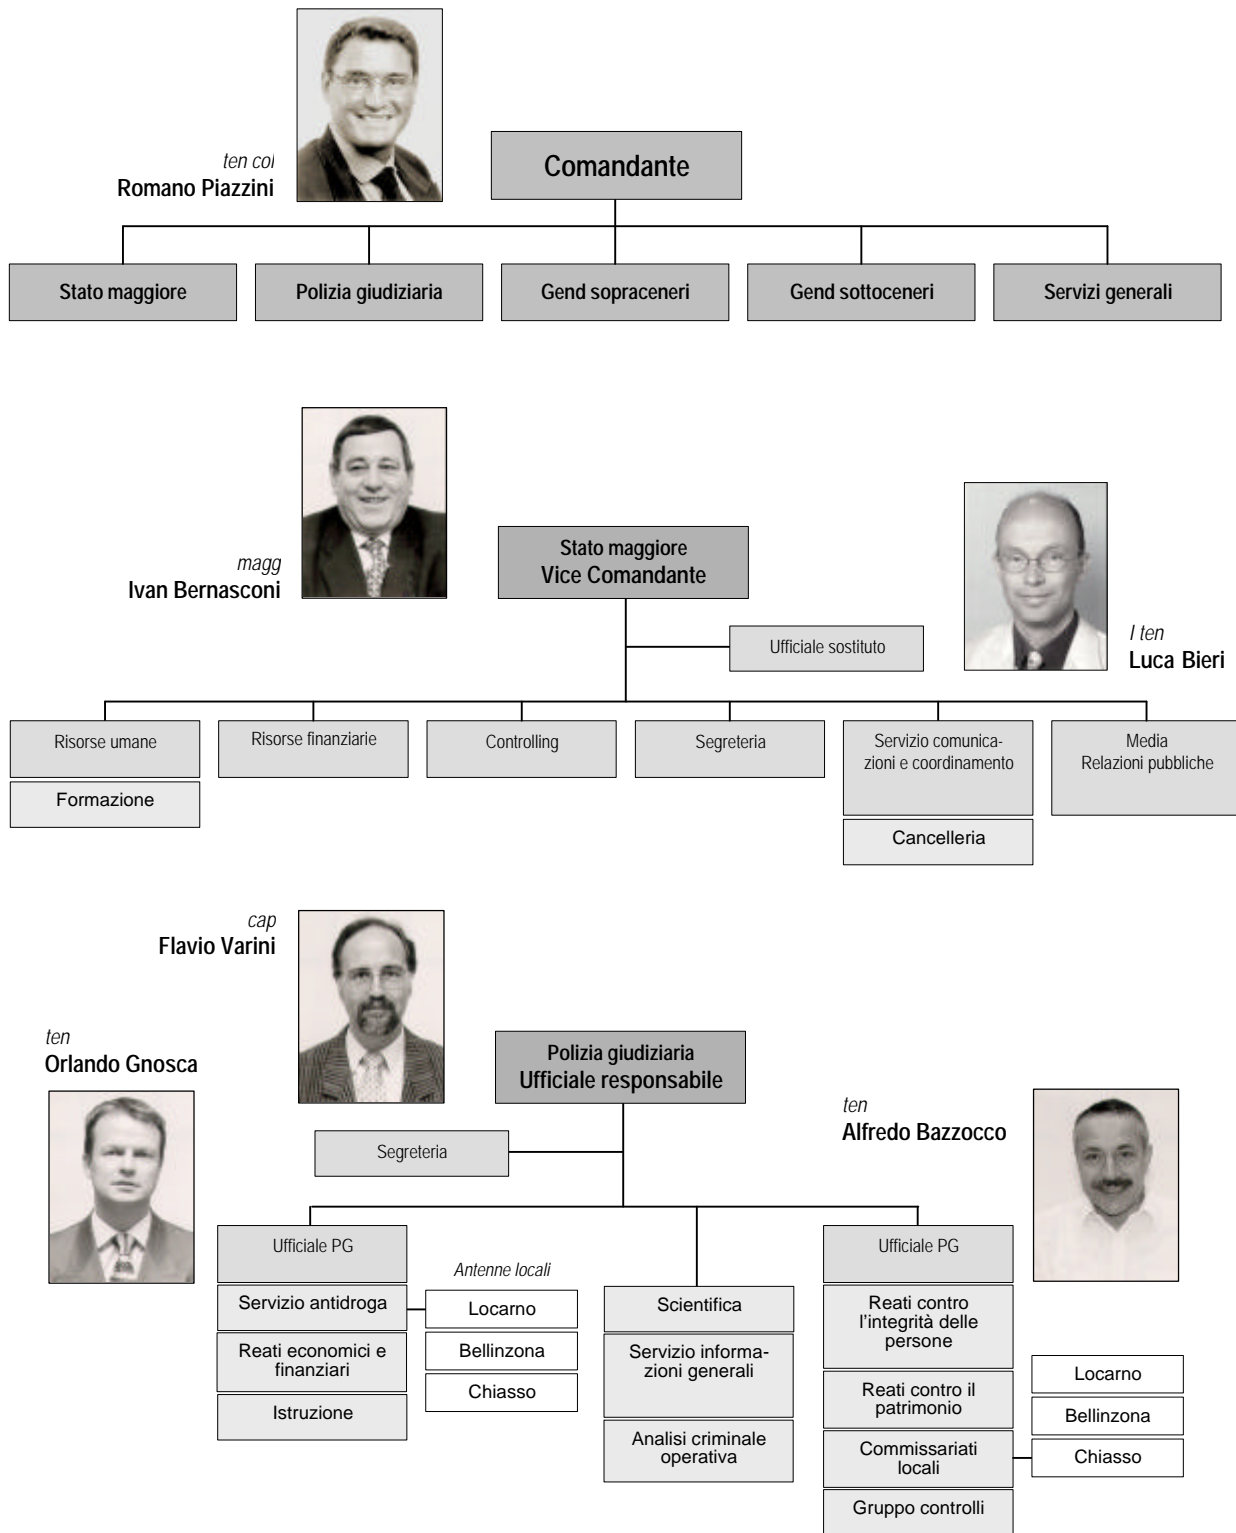 ten col
Romano Piazzini
Comandante
Stato maggiore
Polizia giudiziaria
Gend sopraceneri
Gend sottoceneri
Servizi generali
magg
Ivan Bernasconi
Stato maggiore
Vice Comandante
Ufficiale sostituto
I ten
Luca Bieri
Risorse umane
Formazione
Risorse finanziarie
Controlling
Segreteria
Servizio comunica-
zioni e coordinamento
Cancelleria
Media
Relazioni pubbliche
cap
Flavio Varini
ten
Orlando Gnosca
Polizia giudiziaria
Ufficiale responsabile
ten
Alfredo Bazzocco
Segreteria
Ufficiale PG
Servizio antidroga
Reati economici e
finanziari
Istruzione
Antenne locali
Locarno
Bellinzona
Chiasso
Scientifica
Servizio informa-
zioni generali
Analisi criminale
operativa
Ufficiale PG
Reati contro
l'integrità delle
persone
Reati contro il
patrimonio
Commissariati
locali
Gruppo controlli
Locarno
Bellinzona
Chiasso